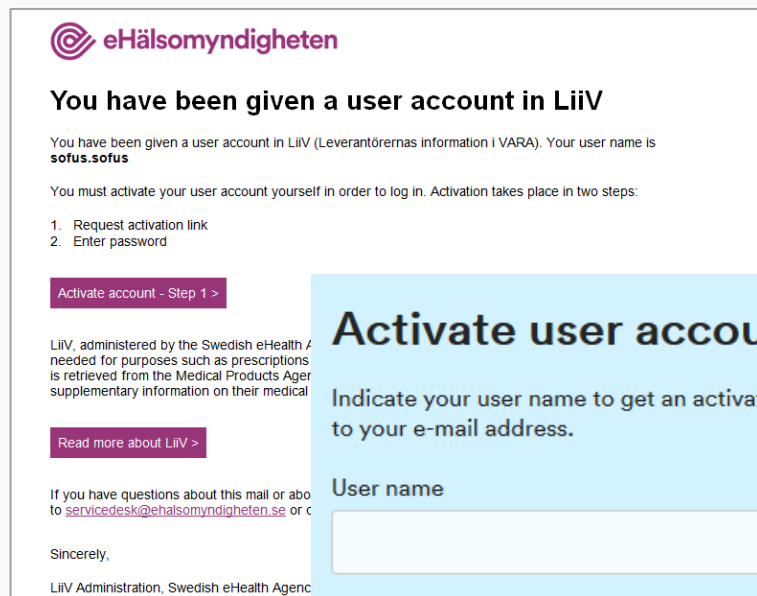 eHälsomyndigheten
You have been given a user account in LiiV
You have been given a user account in LiiV (Leverantörernas information i VARA). Your user name is
sofus.sofus
You must activate your user account yourself in order to log in. Activation takes place in two steps:
1. Request activation link
2. Enter password
Activate account - Step 1 >
LiiV, administered by the Swedish eHealth
needed for purposes such as prescriptions
is retrieved from the Medical Products
supplementary information on their medical
Read more about LiiV >
If you have questions about this mail or
to servicedesk@ehalsomyndigheten.se or
Sincerely,
LiiV Administration, Swedish eHealth
Activate user
Indicate your user name to get an
to your e-mail address.
User name